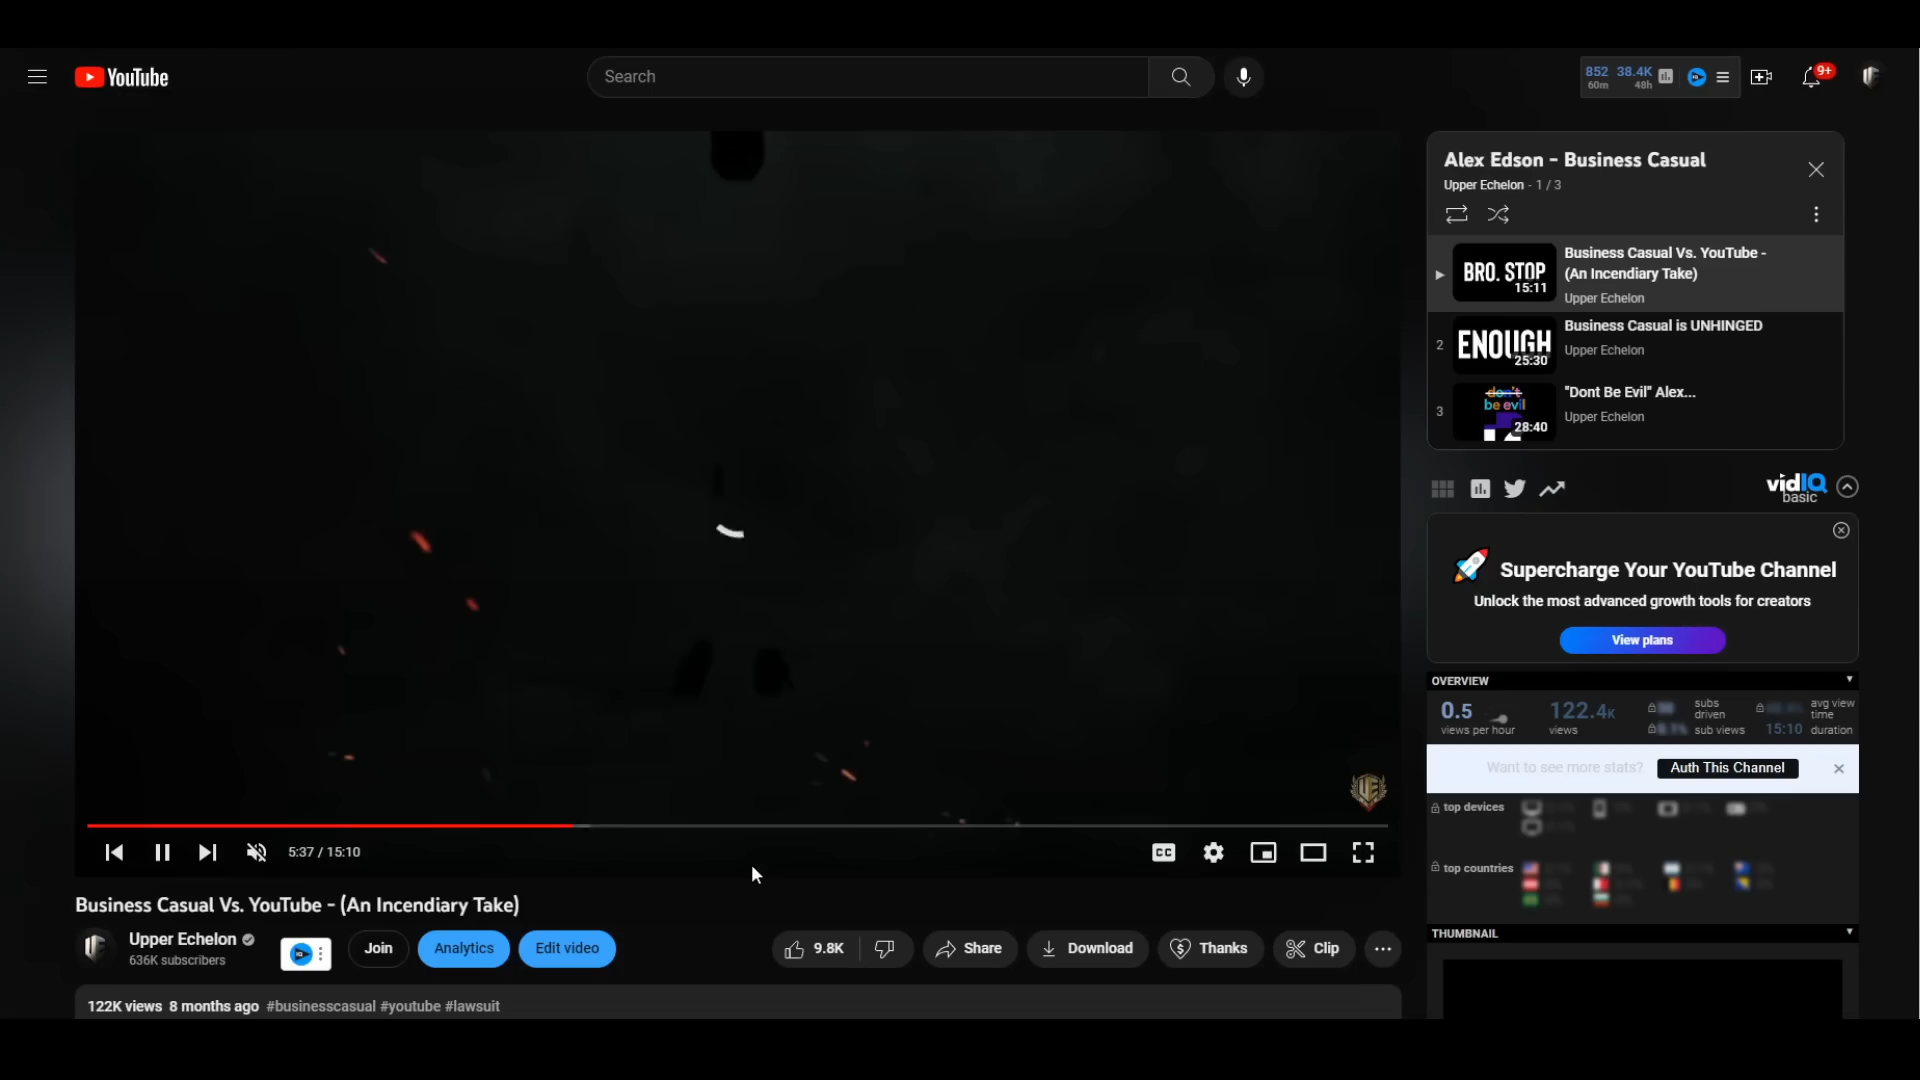 YouTube
Search
852 38.4K
60m 48h
9+
Alex Edson - Business Casual
Upper Echelon - 1 / 3
BRO. STOP
15:11
Business Casual Vs. YouTube -
(An Incendiary Take)
Upper Echelon
2
ENOUGH
25:30
Business Casual is UNHINGED
Upper Echelon
3
don't
be evil
28:40
"Dont Be Evil" Alex...
Upper Echelon
vidIQ
basic
Supercharge Your YouTube Channel
Unlock the most advanced growth tools for creators
View plans
OVERVIEW
0.5
views per hour
122.4K
views
subs
driven
sub views
avg view
time
15:10 duration
Want to see more stats? Auth This Channel
top devices
top countries
THUMBNAIL
UE
5:37 / 15:10
CC
Business Casual Vs. YouTube - (An Incendiary Take)
Upper Echelon
636K subscribers
Join
Analytics
Edit video
9.8K
Share
Download
Thanks
Clip
122K views 8 months ago #businesscasual #youtube #lawsuit